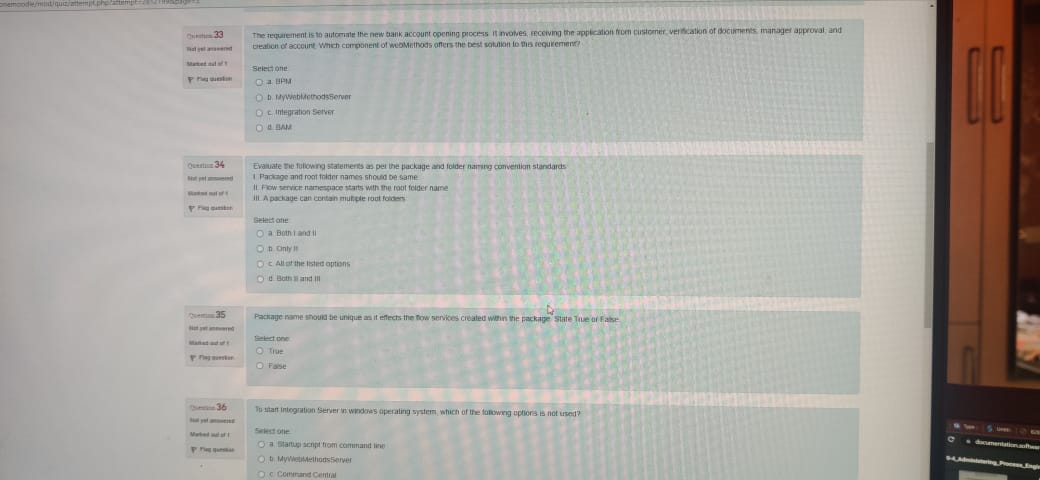 Question 33
Not yet answered
Marked out of 1
Flag question
The requirement is to automate the new bank account opening process. It involves, receiving the application from customer, verification of documents, manager approval, and
creation of account. Which component of webMethods offers the best solution to this requirement?
Select one:
a. BPM
b. MyWebMethodsServer
c. Integration Server
d. BAM
Question 34
Not yet answered
Marked out of 1
Flag question
Evaluate the following statements as per the package and folder naming convention standards
I. Package and root folder names should be same
II. Flow service namespace starts with the root folder name
III. A package can contain multiple root folders
Select one:
a. Both I and II
b. Only II
c. All of the listed options
d. Both II and III
Question 35
Not yet answered
Marked out of 1
Flag question
Package name should be unique as it effects the flow services created within the package. State True or False
Select one:
True
False
Question 36
Not yet answered
Marked out of 1
Flag question
To start Integration Server in windows operating system, which of the following options is not used?
Select one:
a. Startup script from command line
b. MyWebMethodsServer
c. Command Central
documentation.softwar
9-4_Administering_Process_Engin